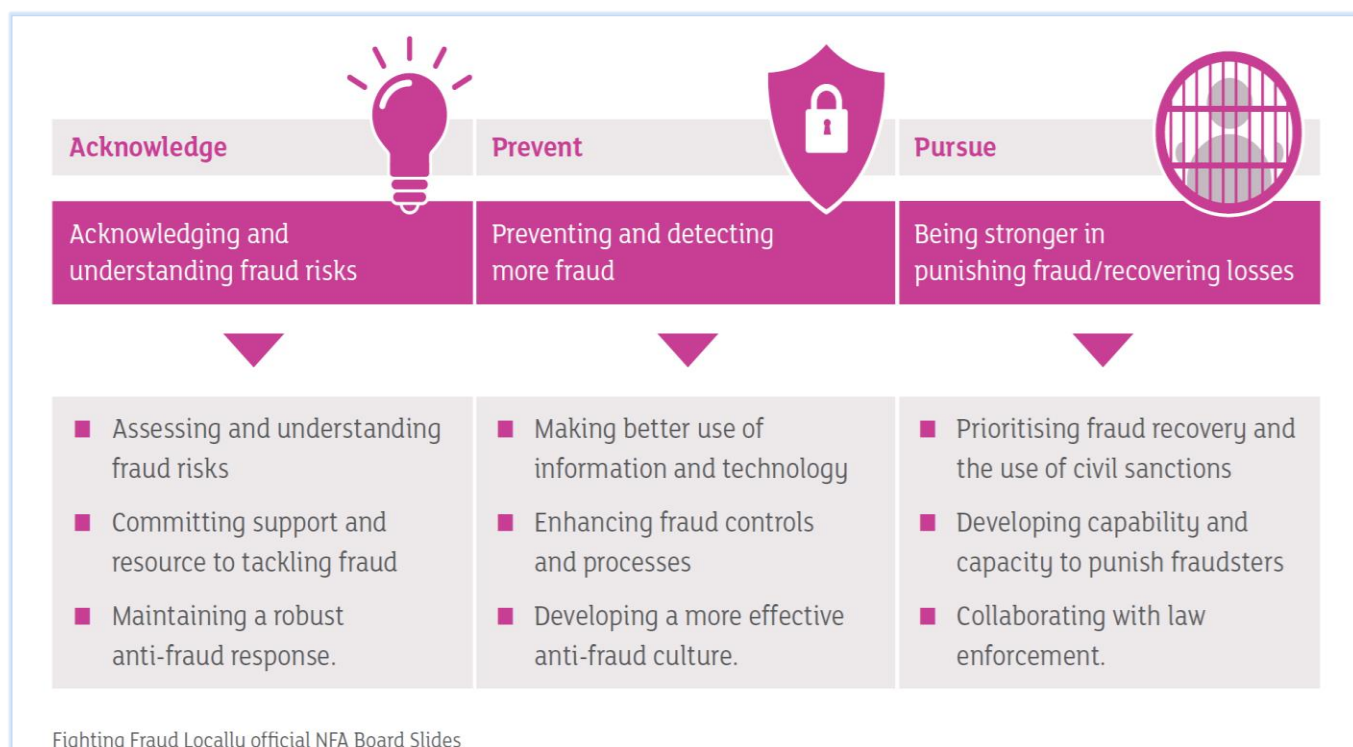 Acknowledge
Prevent
Pursue
Acknowledging and
understanding fraud risks
Preventing and detecting
more fraud
Being stronger in
punishing fraud/recovering losses
Assessing and understanding
fraud risks
Committing support and
resource to tackling fraud
Maintaining a robust
anti-fraud response.
Making better use of
information and technology
Enhancing fraud controls
and processes
Developing a more effective
anti-fraud culture.
Prioritising fraud recovery and
the use of civil sanctions
Developing capability and
capacity to punish fraudsters
Collaborating with law
enforcement.
Fighting Fraud Locally official NFA Board Slides